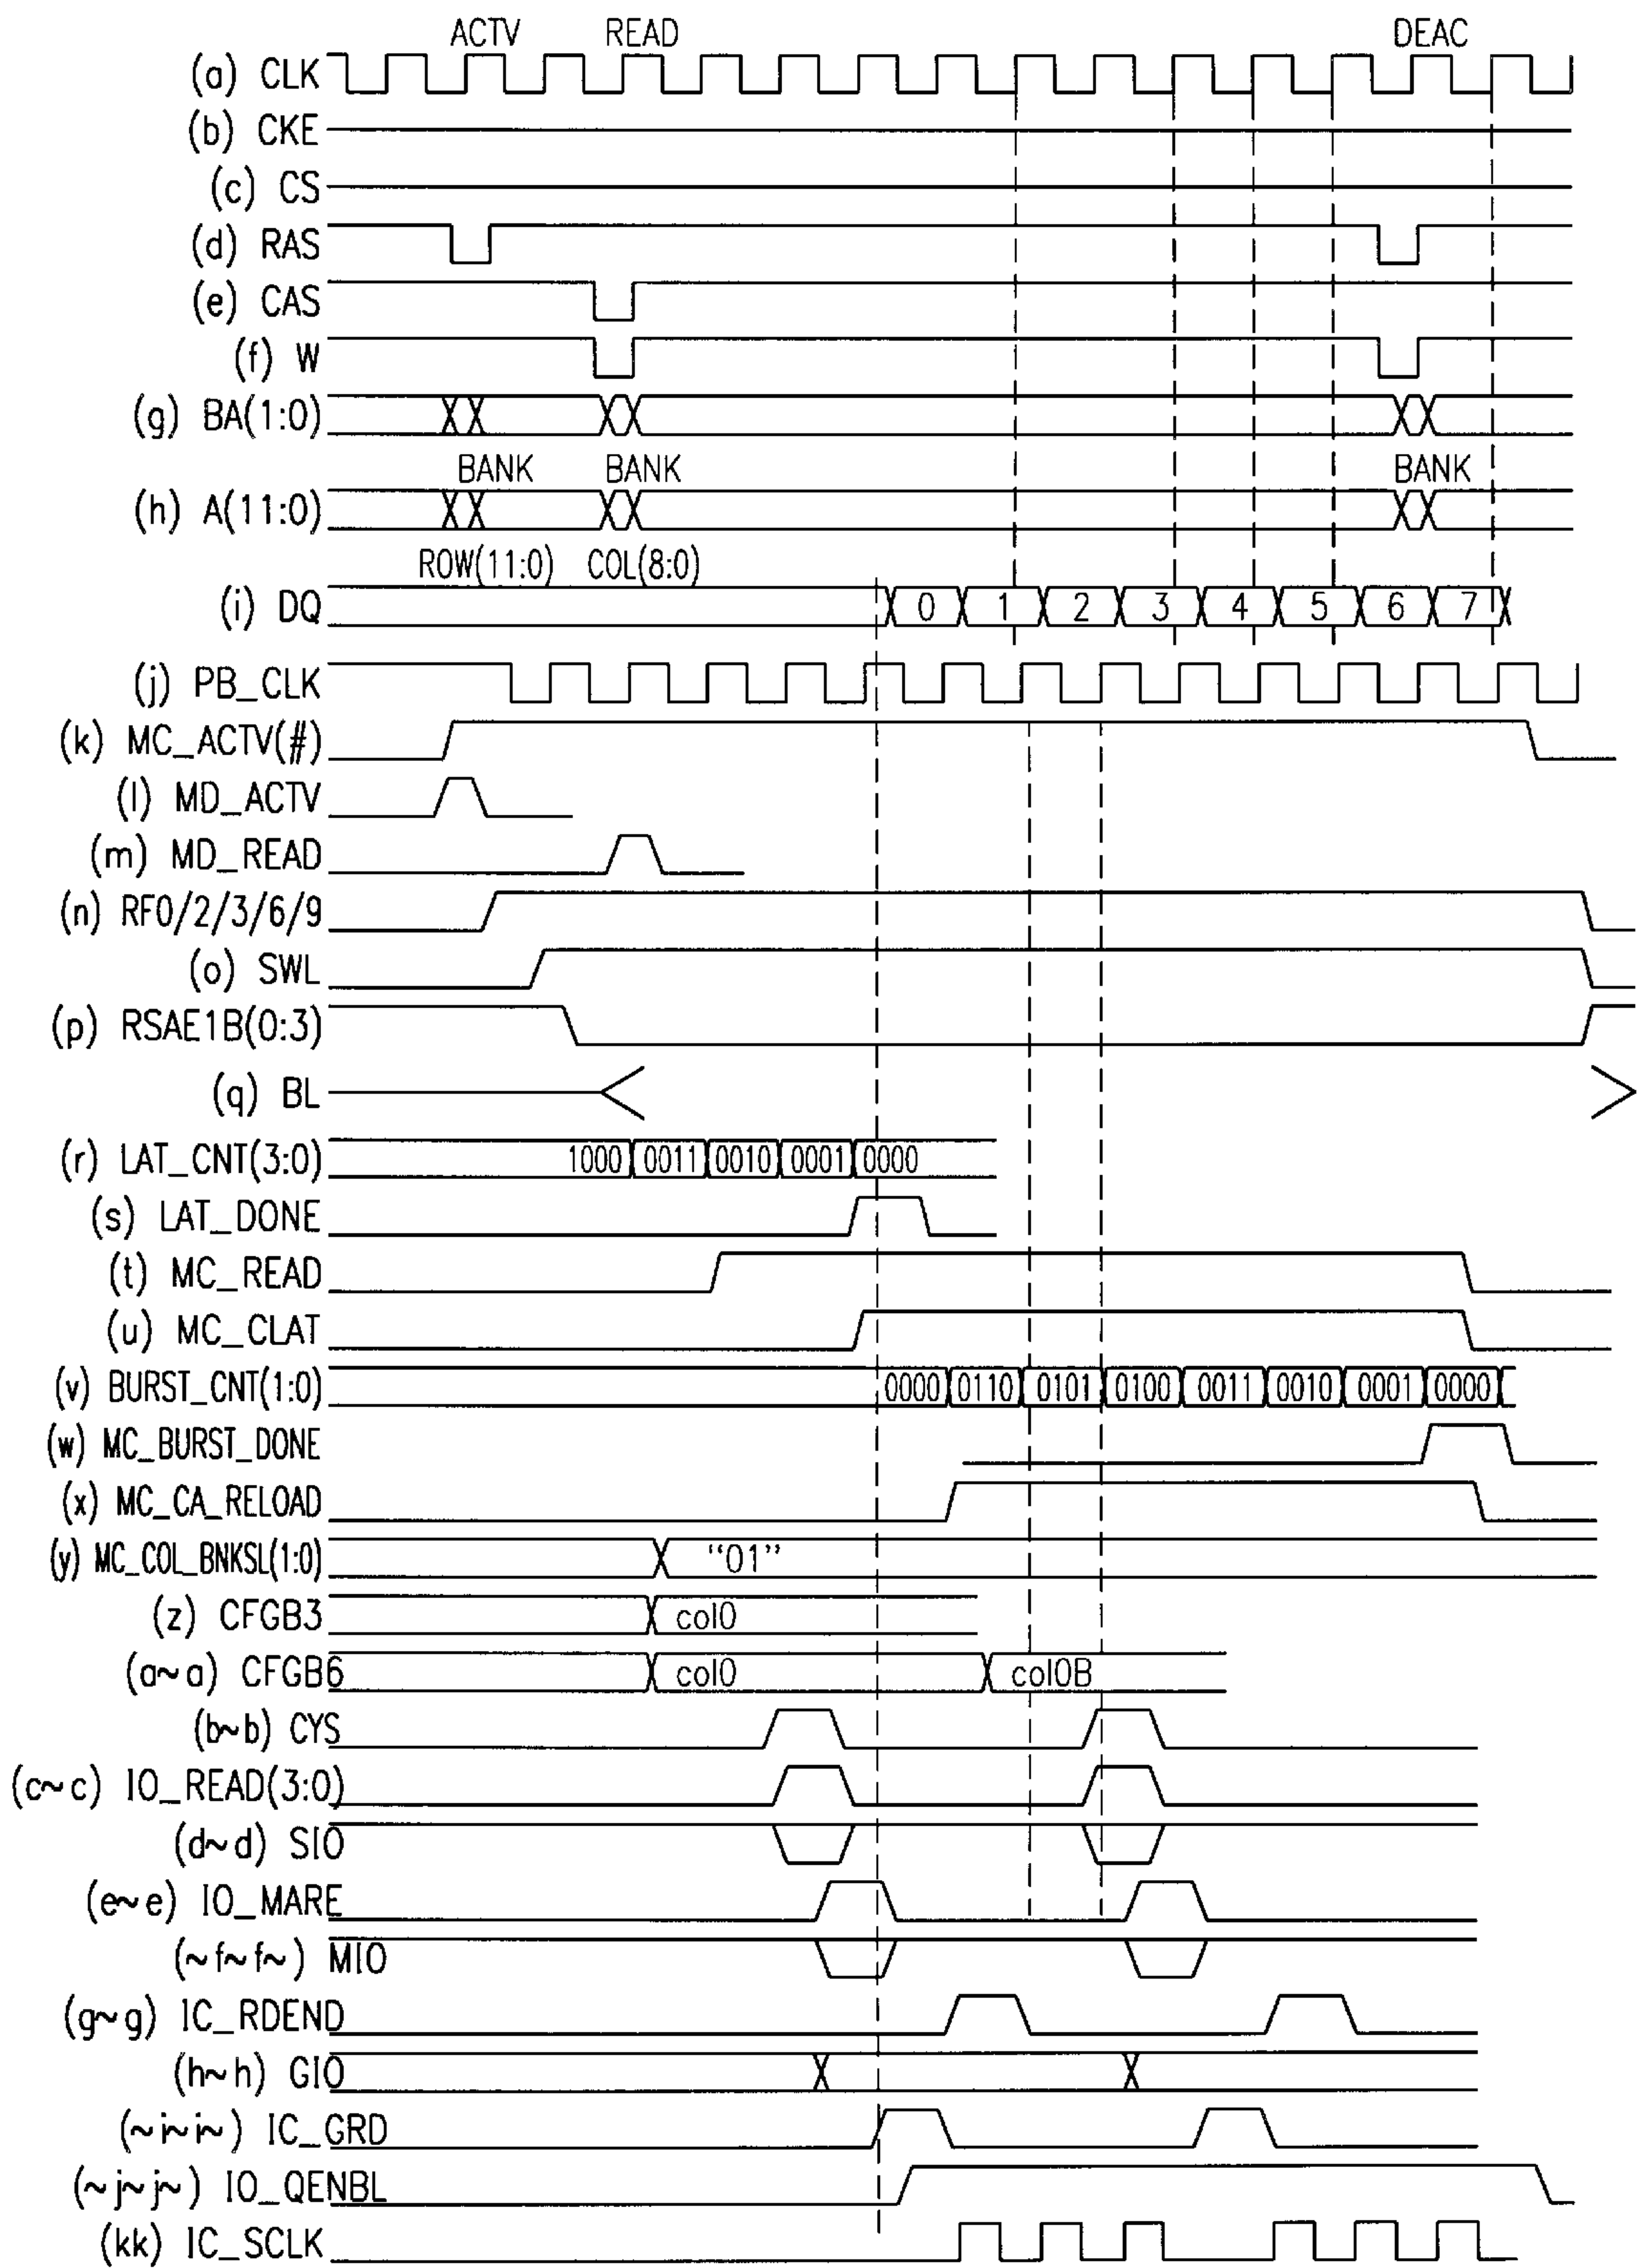 ACTV READ DEAC
(a) CLK
(b) CKE
(c) CS
(d) RAS
(e) CAS
(f) W
(g) BA(1:0)
BANK BANK BANK
(h) A(11:0)
ROW(11:0) COL(8:0)
(i) DQ 0 1 2 3 4 5 6 7
(j) PB_CLK
(k) MC_ACTV(#)
(l) MD_ACTV
(m) MD_READ
(n) RF0/2/3/6/9
(o) SWL
(p) RSAE1B(0:3)
(q) BL
(r) LAT_CNT(3:0) 1000 0011 0010 0001 0000
(s) LAT_DONE
(t) MC_READ
(u) MC_CLAT
(v) BURST_CNT(1:0) 0000 0110 0101 0100 0011 0010 0001 0000
(w) MC_BURST_DONE
(x) MC_CA_RELOAD
(y) MC_COL_BNKSL(1:0) “01”
(z) CFGB3 col0
(a~a) CFGB6 col0 col0B
(b~b) CYS
(c~c) IO_READ(3:0)
(d~d) SIO
(e~e) IO_MARE
(~f~f~) MIO
(g~g) IC_RDEND
(h~h) GIO
(~i~i~) IC_GRD
(~j~j~) IO_QENBL
(kk) IC_SCLK